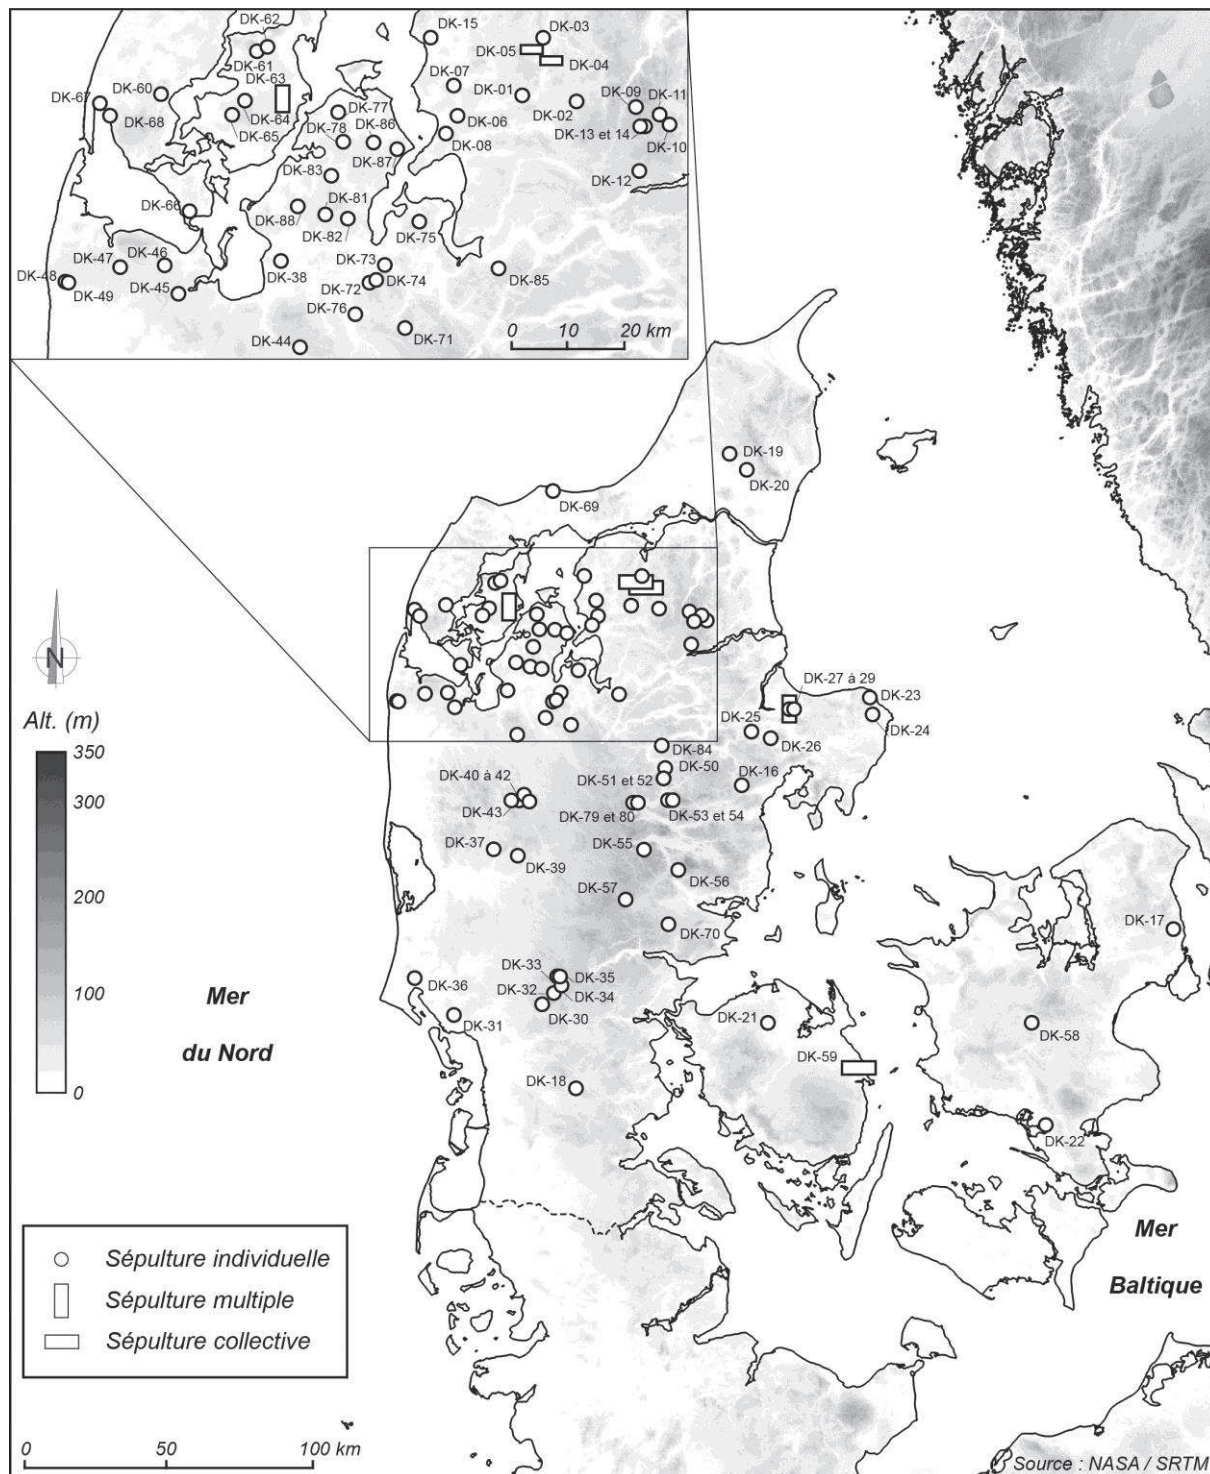 DK-62
DK-15
DK-03
DK-05
DK-04
DK-61
DK-63
DK-07
DK-01
DK-02
DK-09
DK-11
DK-67
DK-60
DK-68
DK-64
DK-65
DK-77
DK-78
DK-86
DK-06
DK-08
DK-13 et 14
DK-10
DK-87
DK-83
DK-12
DK-66
DK-88
DK-81
DK-82
DK-75
DK-47
DK-46
DK-48
DK-49
DK-45
DK-38
DK-73
DK-72
DK-74
DK-85
DK-76
DK-71
DK-44
0 10 20 km
DK-19
DK-20
DK-69
N
DK-27 à 29
DK-23
DK-25
DK-24
DK-26
Alt. (m)
350
300
200
100
0
DK-84
DK-50
DK-40 à 42
DK-51 et 52
DK-16
DK-43
DK-79 et 80
DK-53 et 54
DK-37
DK-39
DK-55
DK-56
DK-57
DK-70
DK-17
DK-33
DK-35
DK-36
DK-32
DK-34
DK-30
DK-31
DK-21
DK-58
DK-59
DK-18
DK-22
Mer
du Nord
Mer
Baltique
Sépulture individuelle
Sépulture multiple
Sépulture collective
0 50 100 km
Source : NASA / SRTM